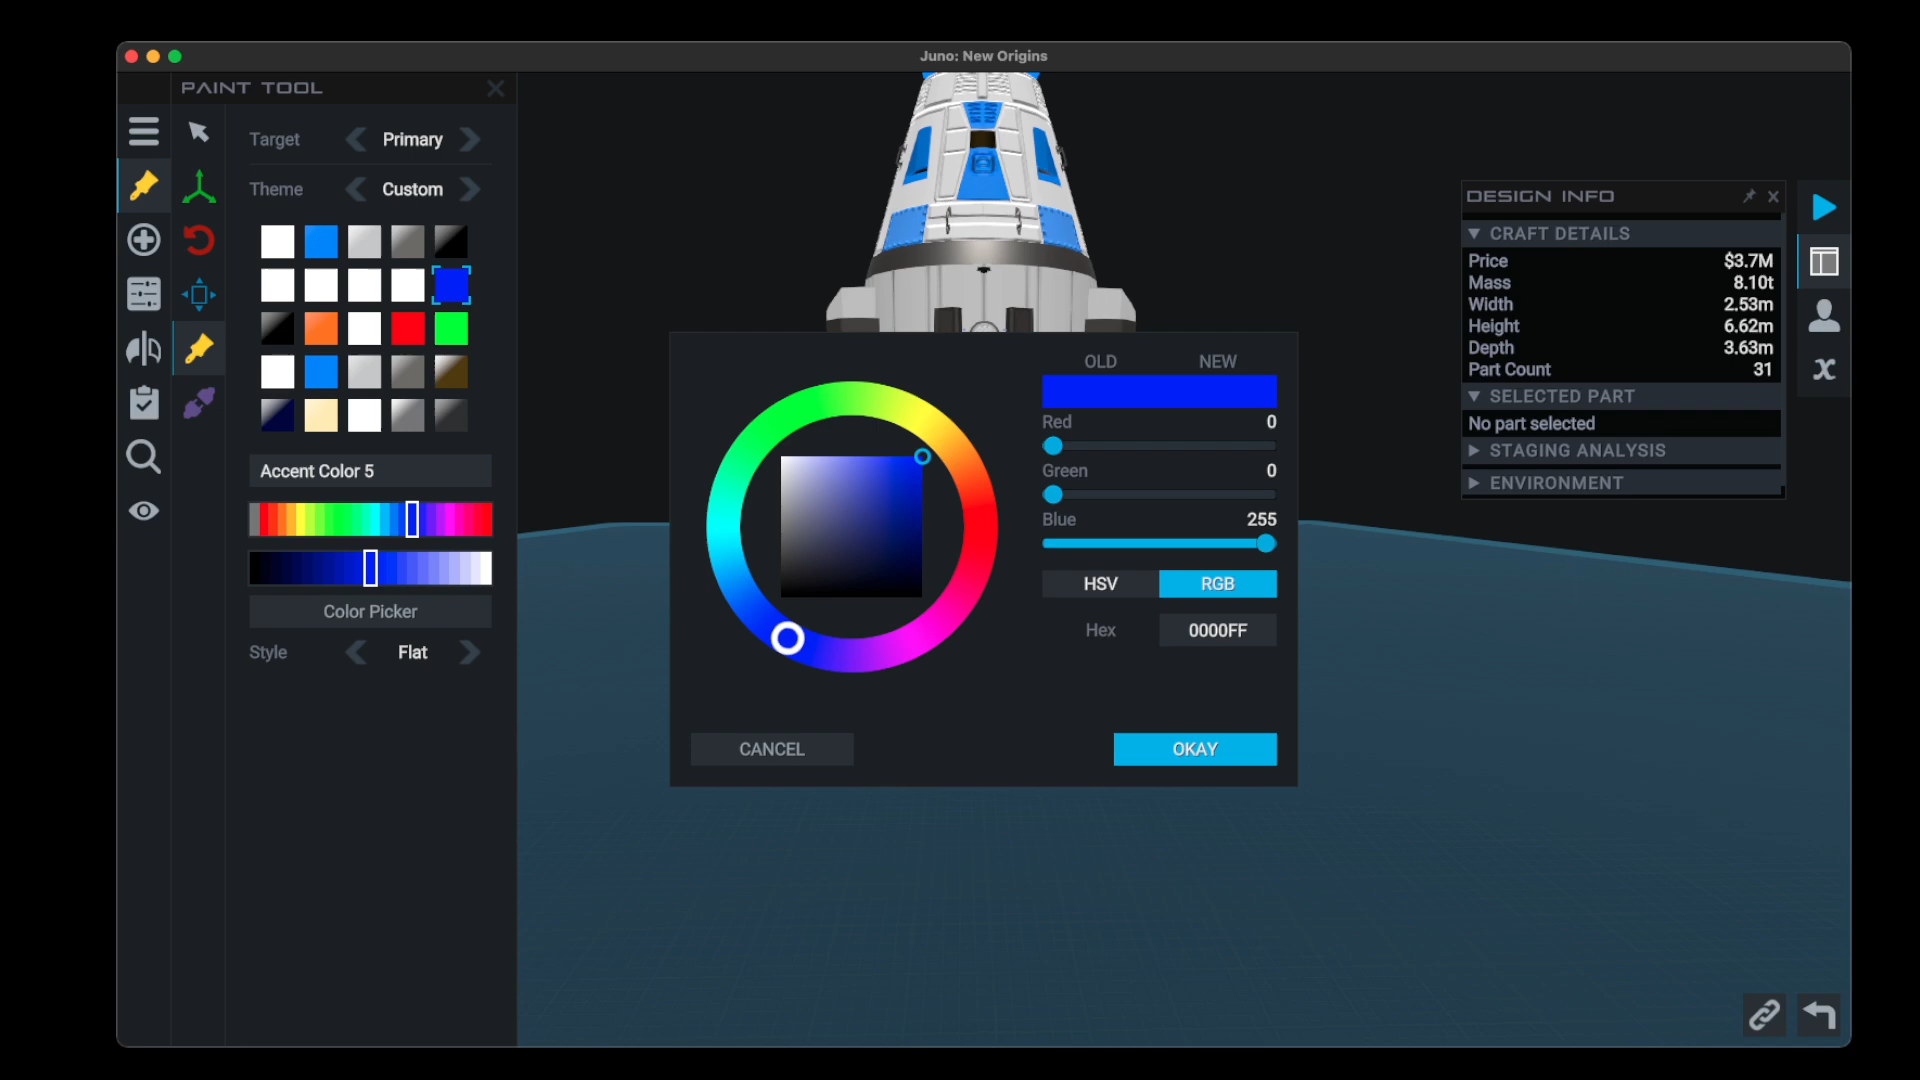 Juno: New Origins
PAINT TOOL
Target Primary
Theme Custom
Accent Color 5
Color Picker
Style Flat
OLD NEW
Red 0
Green 0
Blue 255
HSV RGB
Hex 0000FF
CANCEL OKAY
DESIGN INFO
CRAFT DETAILS
Price $3.7M
Mass 8.10t
Width 2.53m
Height 6.62m
Depth 3.63m
Part Count 31
SELECTED PART
No part selected
STAGING ANALYSIS
ENVIRONMENT
x